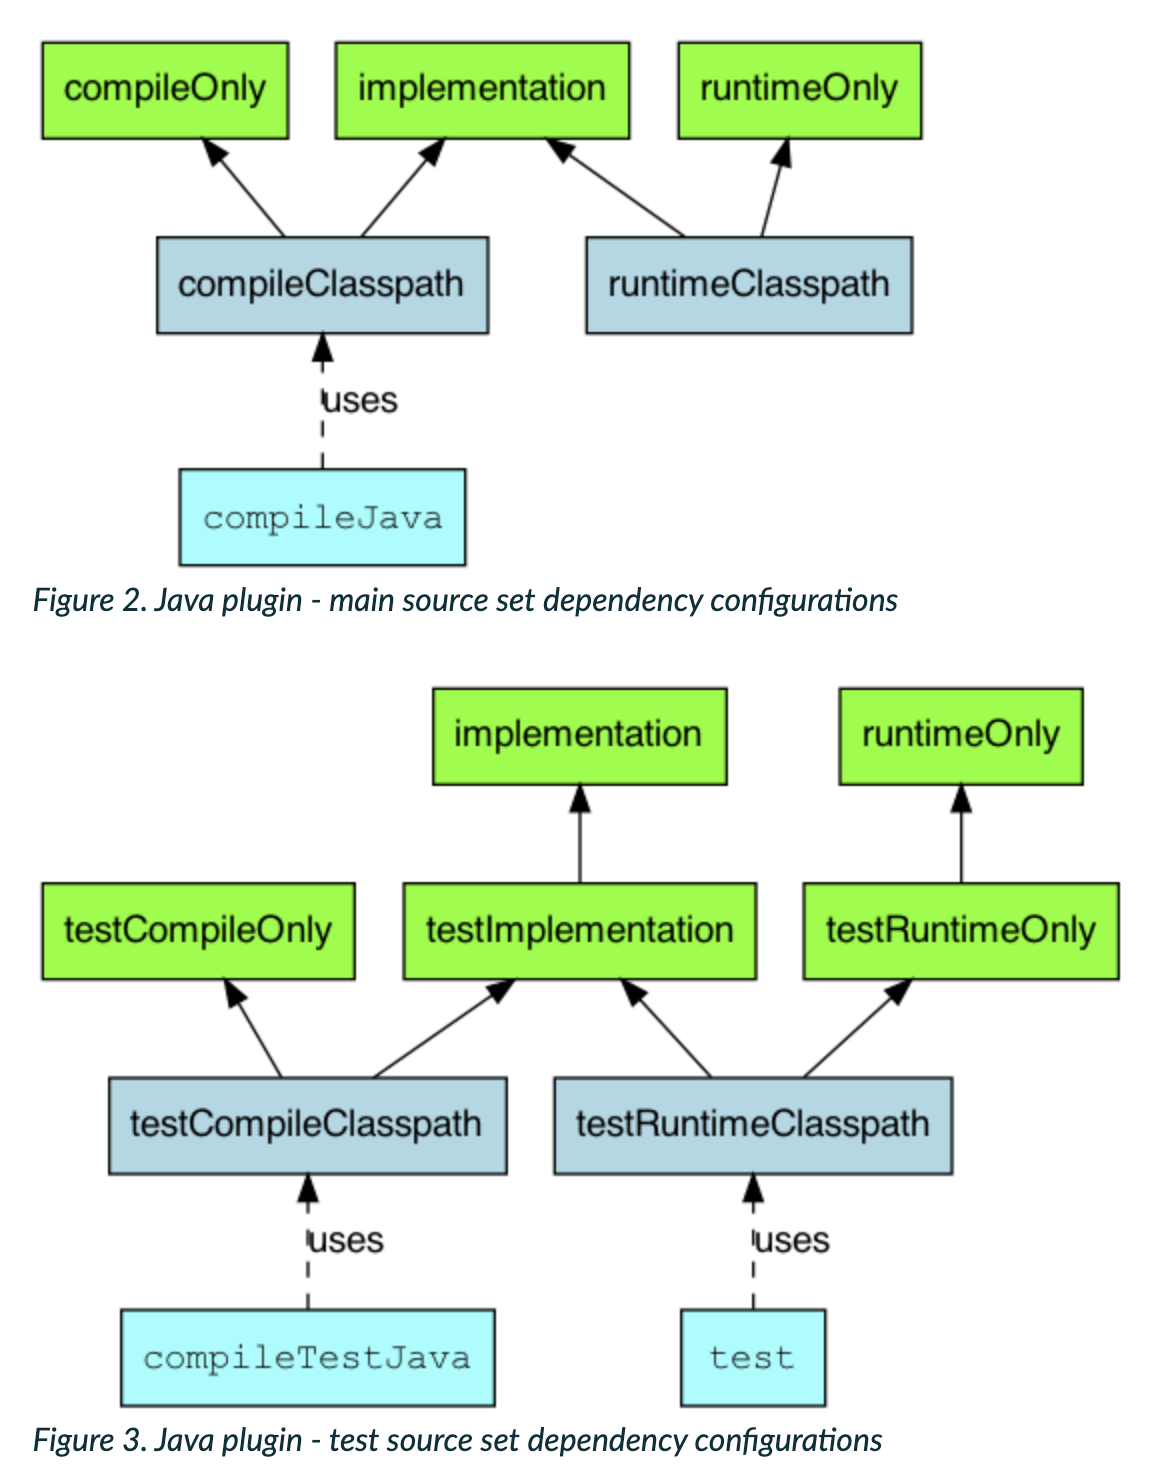 compileOnly
implementation
runtimeOnly
compileClasspath
runtimeClasspath
uses
compileJava
Figure 2. Java plugin - main source set dependency configurations
implementation
runtimeOnly
testCompileOnly
testImplementation
testRuntimeOnly
testCompileClasspath
testRuntimeClasspath
uses
uses
compileTestJava
test
Figure 3. Java plugin - test source set dependency configurations